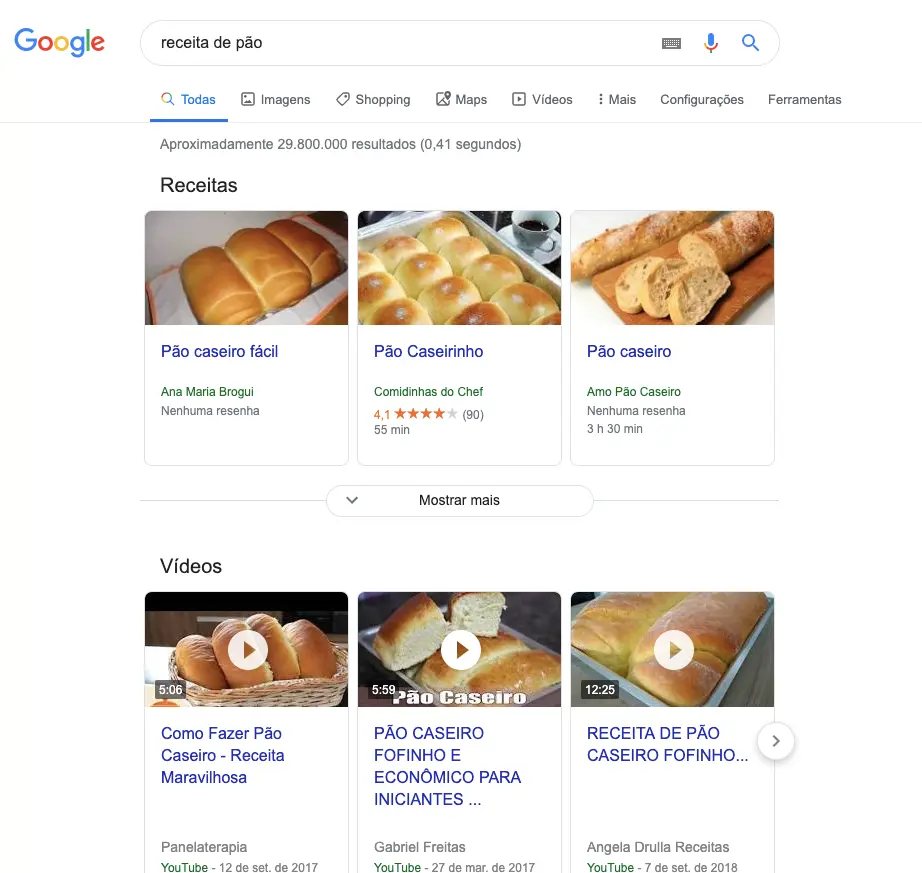 Google
receita de pão
Todas Imagens Shopping Maps Vídeos Mais Configurações Ferramentas
Aproximadamente 29.800.000 resultados (0,41 segundos)
Receitas
Pão caseiro fácil
Ana Maria Brogui
Nenhuma resenha
Pão Caseirinho
Comidinhas do Chef
4,1 (90)
55 min
Pão caseiro
Amo Pão Caseiro
Nenhuma resenha
3 h 30 min
Mostrar mais
Vídeos
5:06
Como Fazer Pão
Caseiro - Receita
Maravilhosa
Panelaterapia
YouTube - 12 de set. de 2017
5:59
Pão Caseiro
PÃO CASEIRO
FOFINHO E
ECONÔMICO PARA
INICIANTES ...
Gabriel Freitas
YouTube - 27 de mar. de 2017
12:25
RECEITA DE PÃO
CASEIRO FOFINHO...
Angela Drulla Receitas
YouTube - 7 de set. de 2018